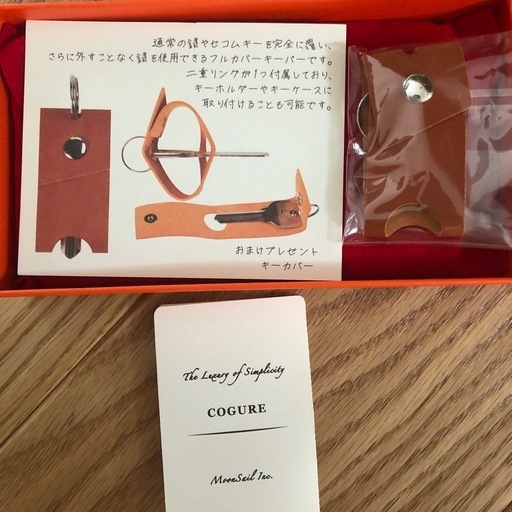 通常の鍵やセコムキーを完全に覆い、
さらに外すことなく鍵を使用できるフルカバーキーパーです。
二重リングが1つ付属しており、
キーホルダーやキーケースに
取り付けることも可能です。
おまけプレゼント
キーカバー
The Luxury of Simplicity
COGURE
MoonSail Inc.